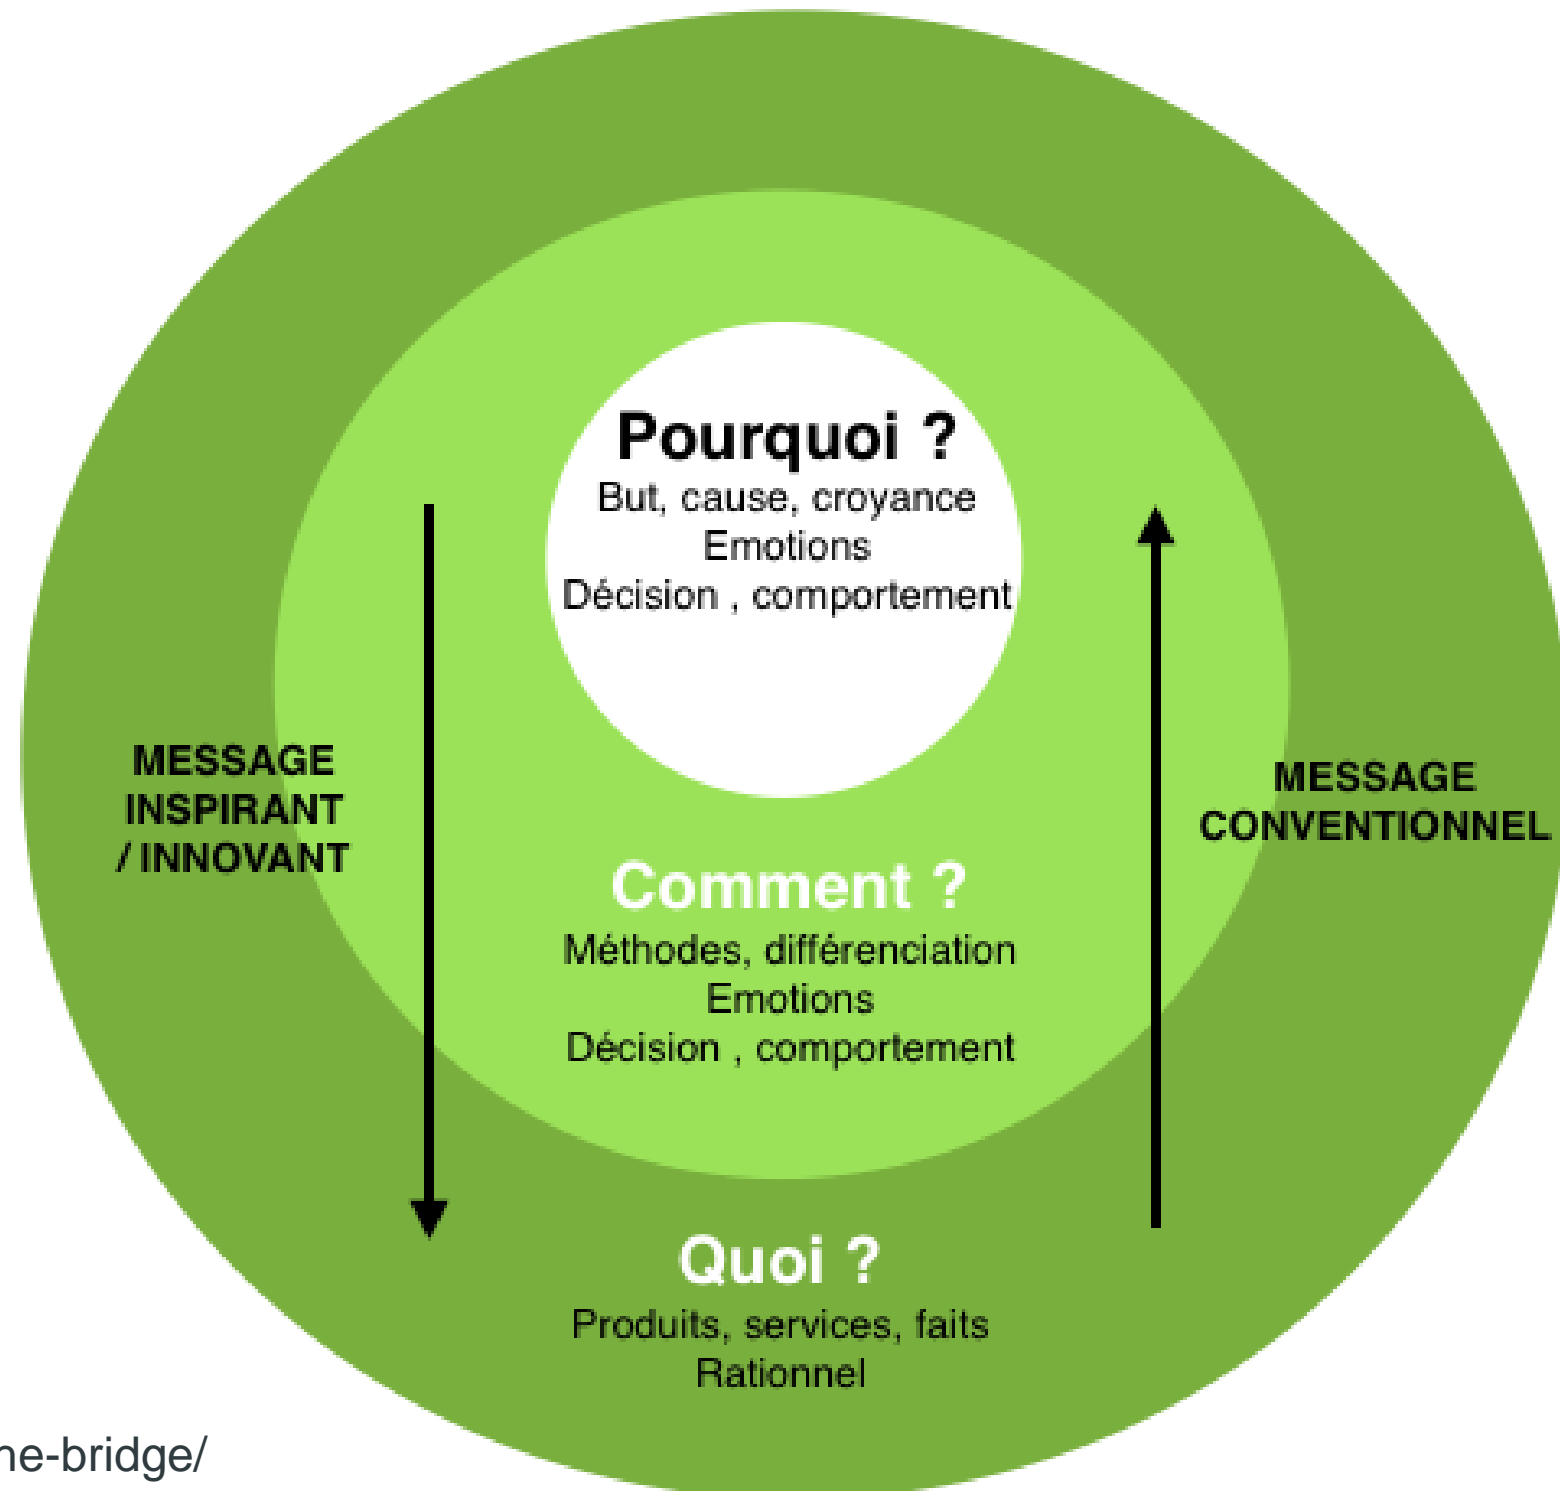 Pourquoi ?
But, cause, croyance
Emotions
Décision , comportement
MESSAGE
INSPIRANT
/ INNOVANT
MESSAGE
CONVENTIONNEL
Comment ?
Méthodes, différenciation
Emotions
Décision , comportement
Quoi ?
Produits, services, faits
Rationnel
ne-bridge/